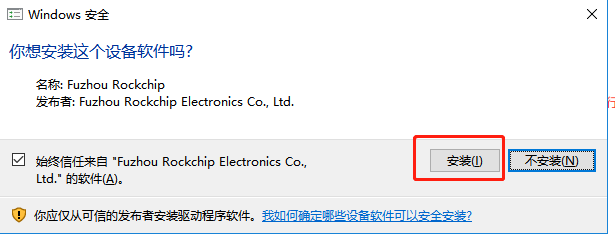 Windows 安全
你想安装这个设备软件吗?
名称: Fuzhou Rockchip
发布者: Fuzhou Rockchip Electronics Co., Ltd.
行
始终信任来自 "Fuzhou Rockchip Electronics Co.,
Ltd." 的软件(A)。
安装(I)
不安装(N)
你应仅从可信的发布者安装驱动程序软件。我如何确定哪些设备软件可以安全安装?